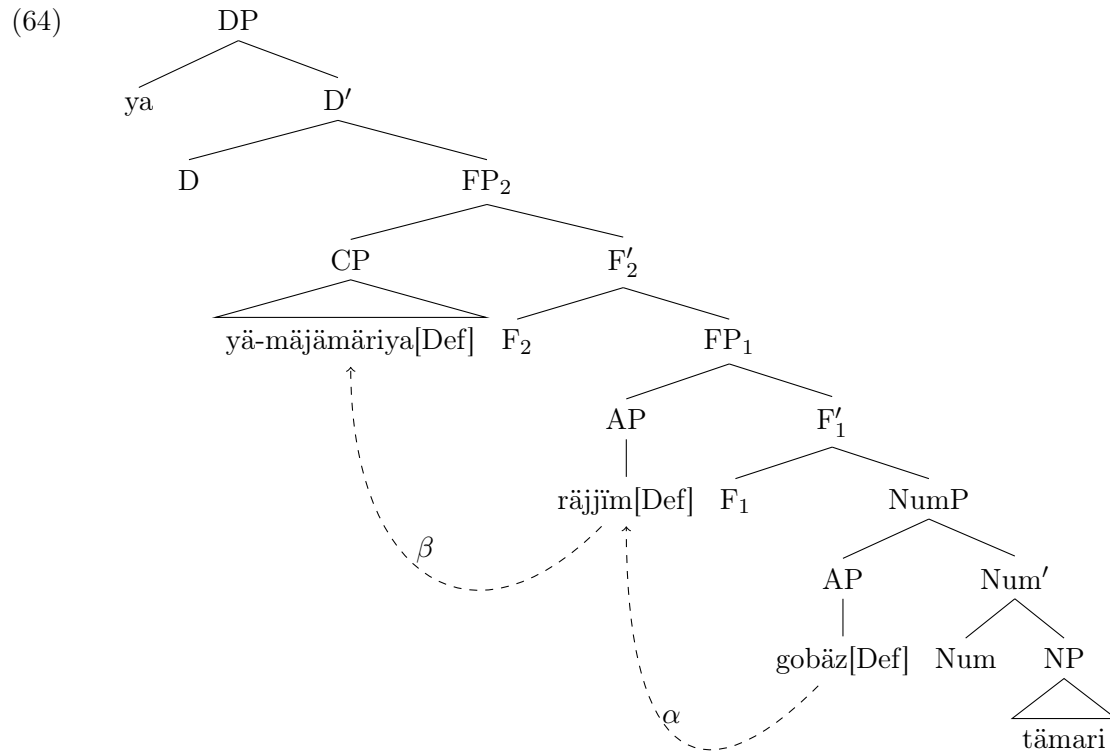 (64) DP
ya D′
D FP₂
CP F′₂
yä-mäjämäriya[Def] F₂ FP₁
AP F′₁
räjjïm[Def] F₁ NumP
β
AP Num′
gobäz[Def] Num NP
α
tämari